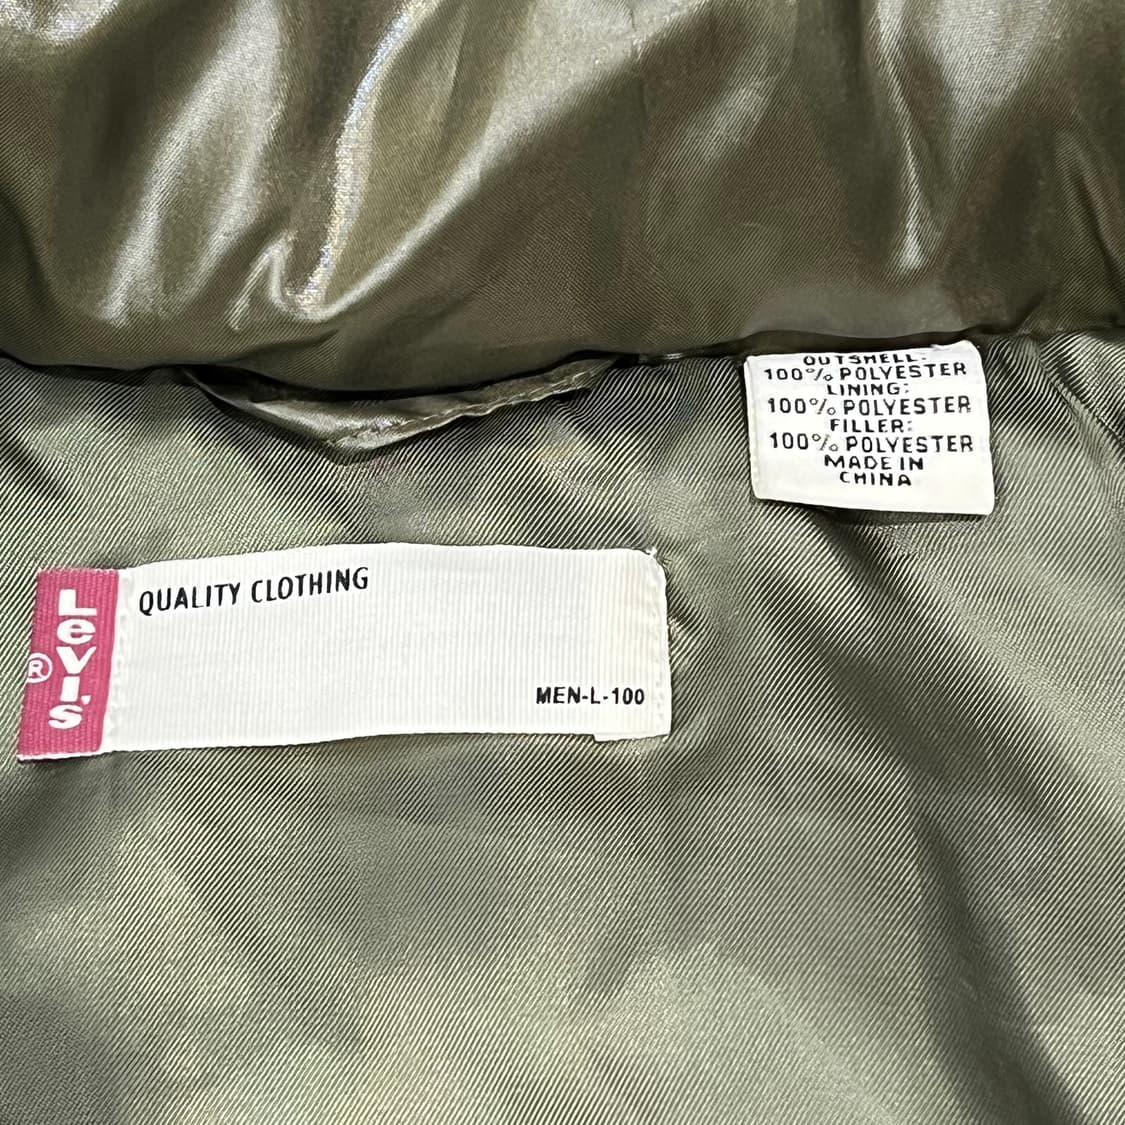 OUTSHELL:
100% POLYESTER
LINING:
100% POLYESTER
FILLER:
100% POLYESTER
MADE IN
CHINA
QUALITY CLOTHING
Levi's
®
MEN-L-100